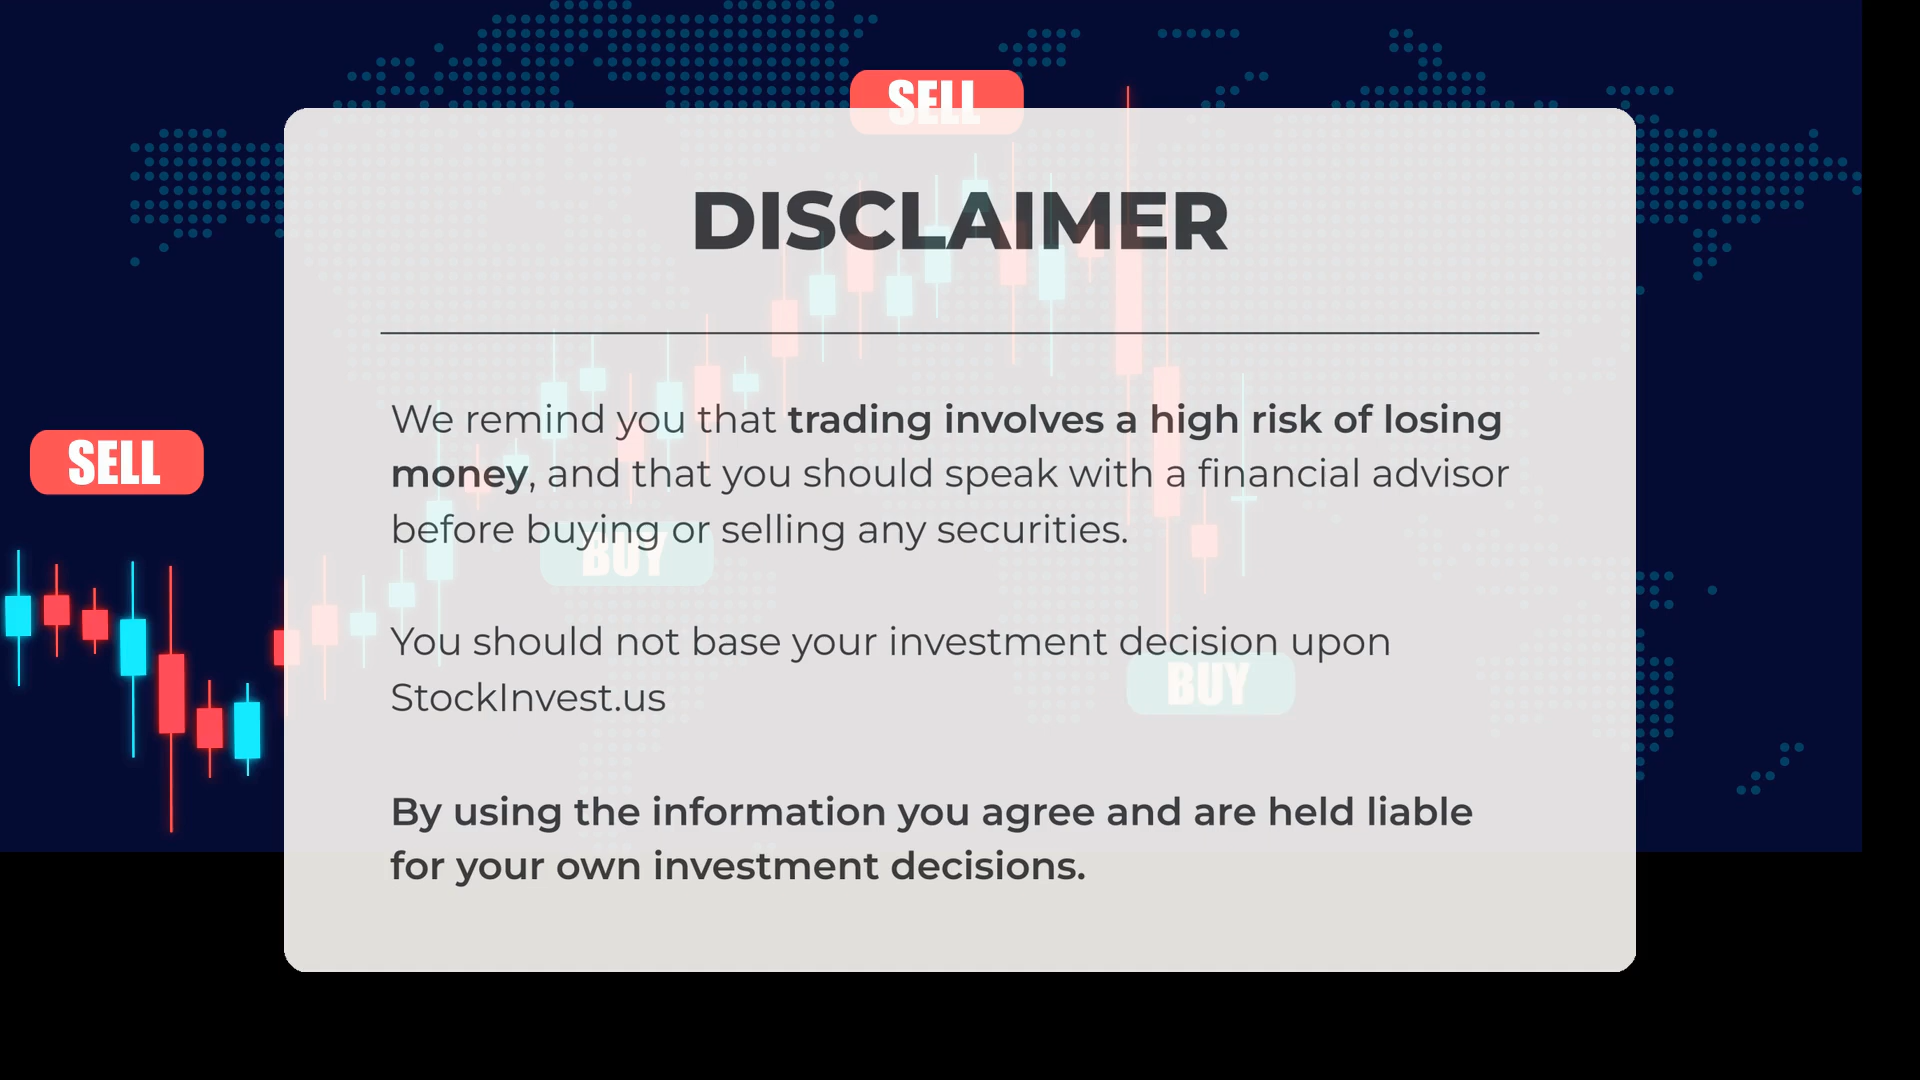 SELL
DISCLAIMER
We remind you that trading involves a high risk of losing
money, and that you should speak with a financial advisor
SELL
before buying or selling any securities.
BUY
You should not base your investment decision upon
BUY
StockInvest.us
By using the information you agree and are held liable
for your own investment decisions.